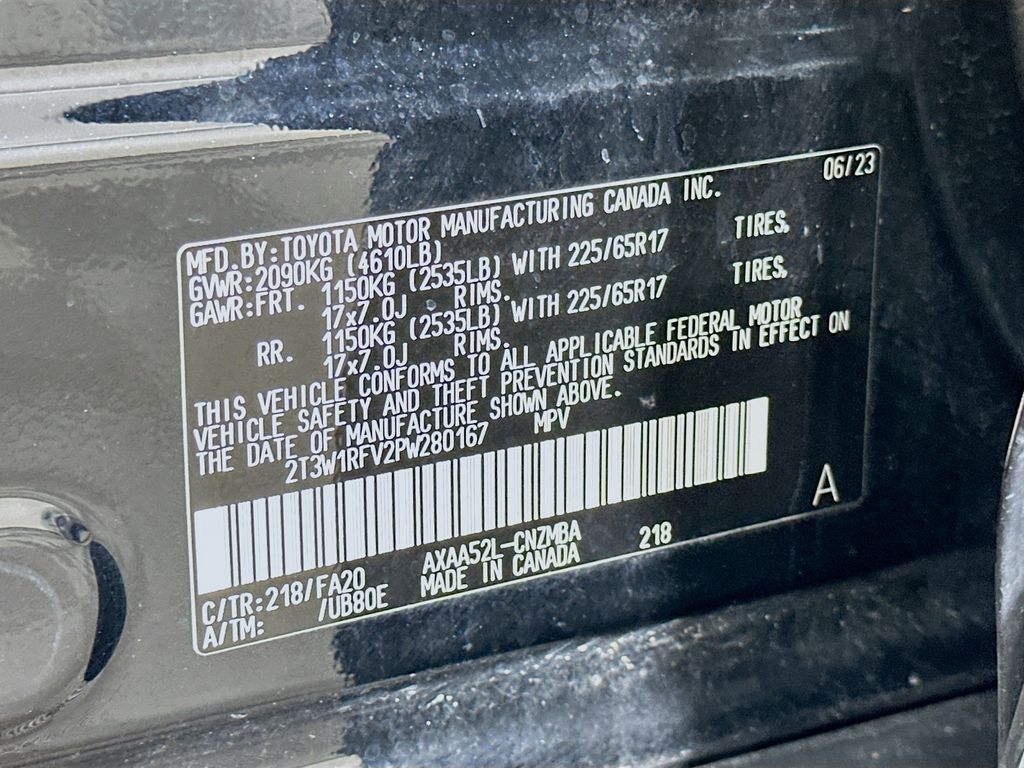 06/23
MFD.BY:TOYOTA MOTOR MANUFACTURING CANADA INC.
GVWR:2090KG (4610LB)
GAWR:FRT. 1150KG (2535LB) WITH 225/65R17 TIRES,
17x7.0J RIMS.
RR. 1150KG (2535LB) WITH 225/65R17 TIRES,
17x7.0J RIMS.
THIS VEHICLE CONFORMS TO ALL APPLICABLE FEDERAL MOTOR
VEHICLE SAFETY AND THEFT PREVENTION STANDARDS IN EFFECT ON
THE DATE OF MANUFACTURE SHOWN ABOVE.
2T3W1RFV2PW280167 MPV
A
AXAA52L-CNZMBA 218
C/TR:218/FA20 MADE IN CANADA
A/TM: /UB80E